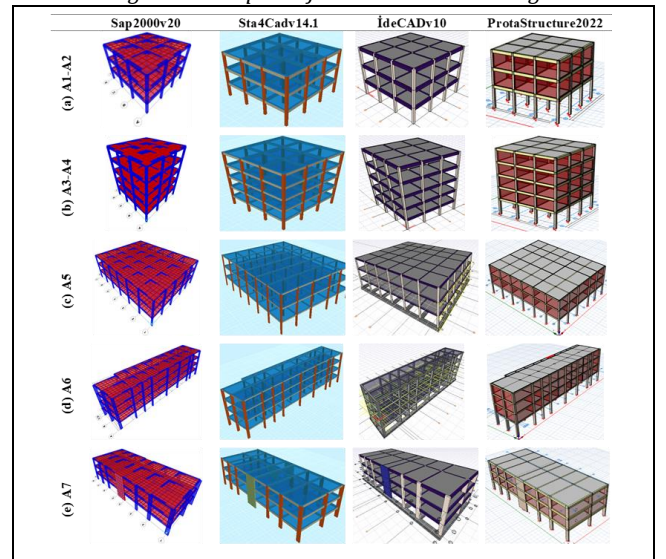 Sap2000v20 Sta4Cadv14.1 İdeCADv10 ProtaStructure2022
(a) A1-A2
(b) A3-A4
(c) A5
(d) A6
(e) A7